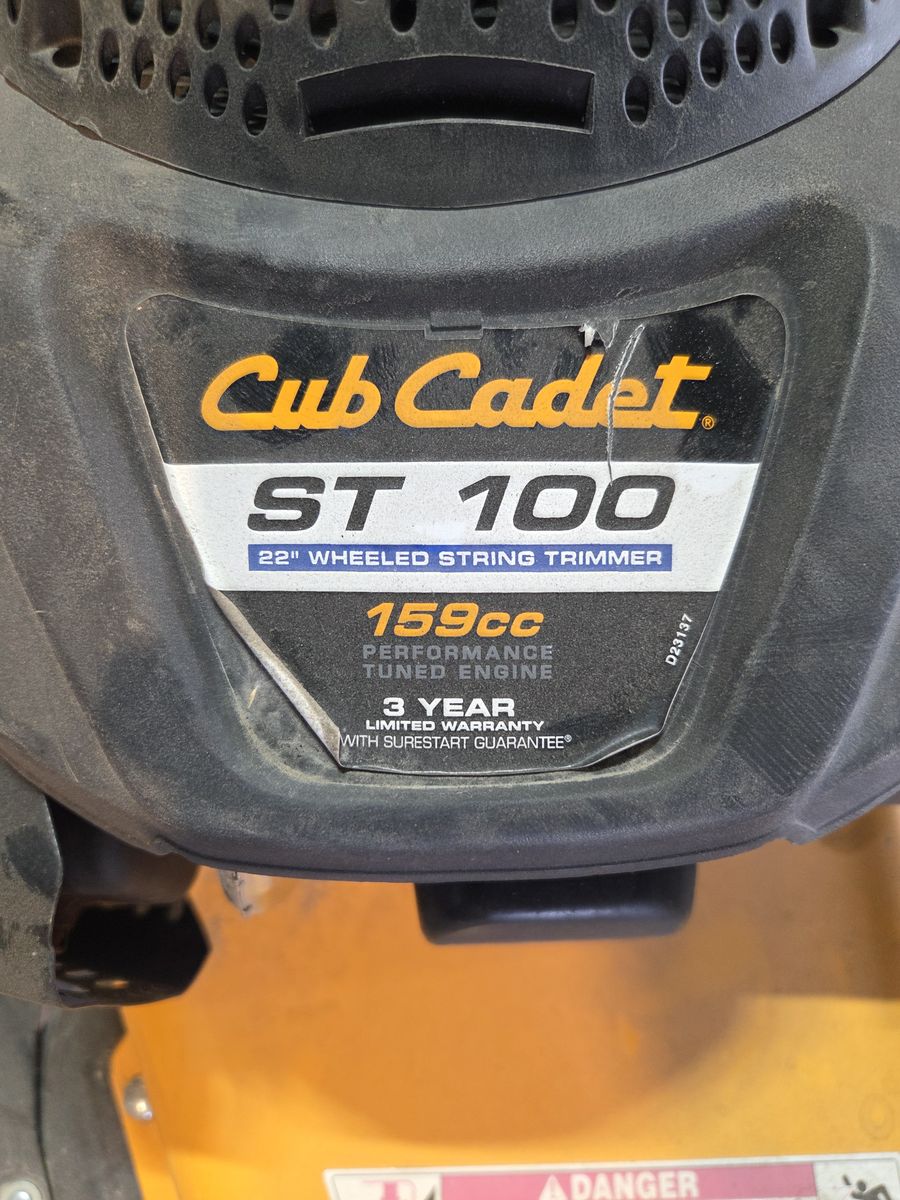 Cub Cadet®
ST 100
22" WHEELED STRING TRIMMER
159cc
PERFORMANCE
TUNED ENGINE
D23137
3 YEAR
LIMITED WARRANTY
WITH SURESTART GUARANTEE®
DANGER